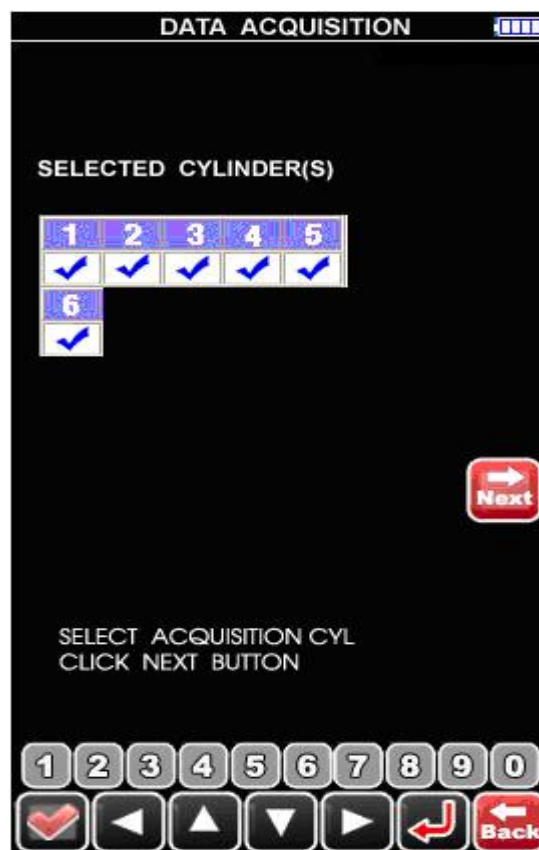 DATA ACQUISITION
SELECTED CYLINDER(S)
1 2 3 4 5
6
Next
SELECT ACQUISITION CYL
CLICK NEXT BUTTON
1 2 3 4 5 6 7 8 9 0
Back